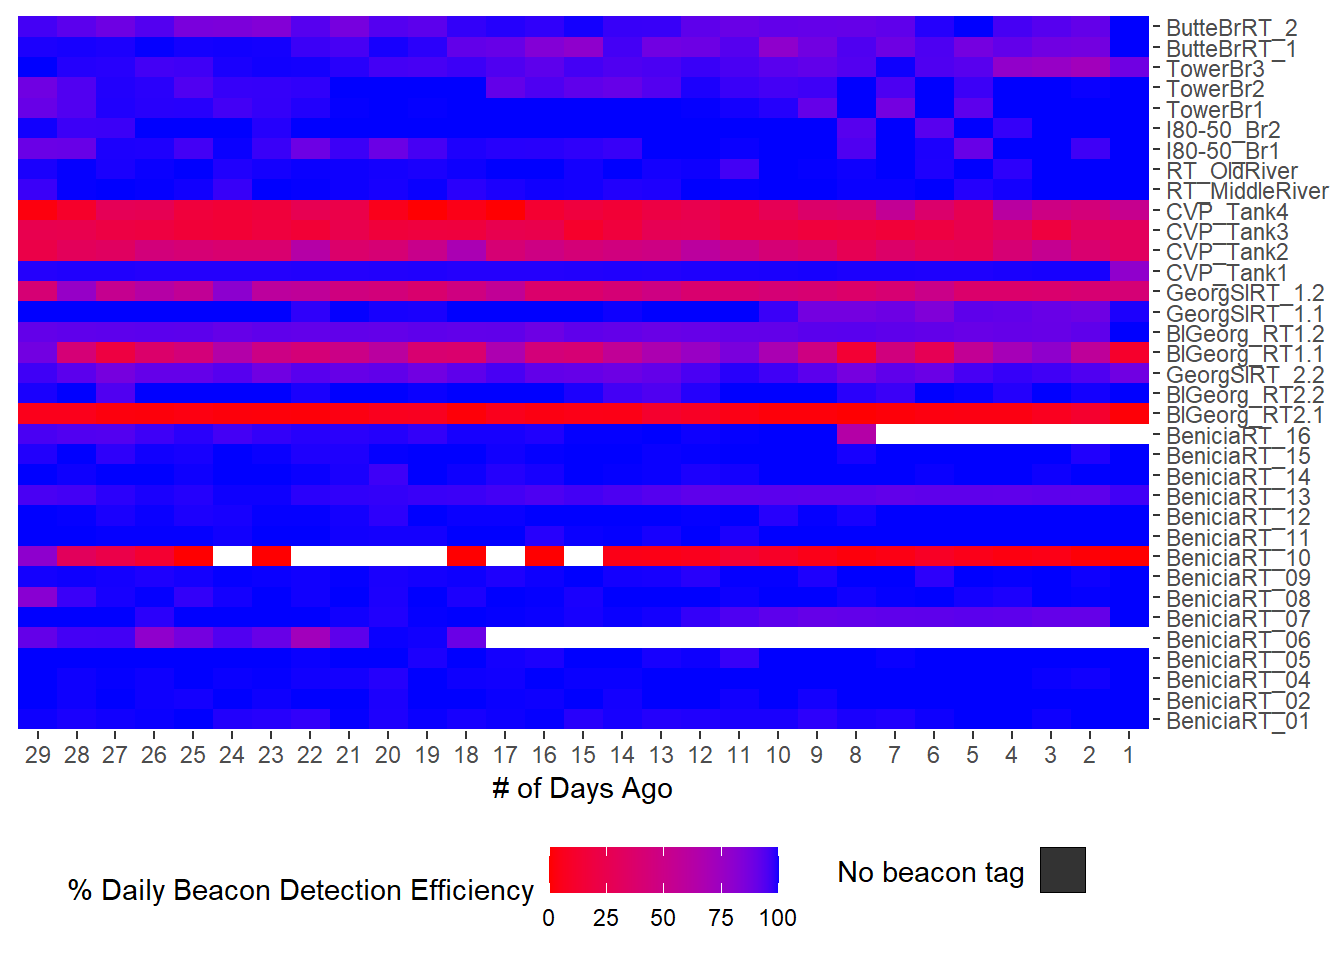 ButteBrRT_2
ButteBrRT_1
TowerBr3
TowerBr2
TowerBr1
I80-50_Br2
I80-50_Br1
RT_OldRiver
RT_MiddleRiver
CVP_Tank4
CVP_Tank3
CVP_Tank2
CVP_Tank1
GeorgSlRT_1.2
GeorgSlRT_1.1
BlGeorg_RT1.2
BlGeorg_RT1.1
GeorgSlRT_2.2
BlGeorg_RT2.2
BlGeorg_RT2.1
BeniciaRT_16
BeniciaRT_15
BeniciaRT_14
BeniciaRT_13
BeniciaRT_12
BeniciaRT_11
BeniciaRT_10
BeniciaRT_09
BeniciaRT_08
BeniciaRT_07
BeniciaRT_06
BeniciaRT_05
BeniciaRT_04
BeniciaRT_02
BeniciaRT_01
29 28 27 26 25 24 23 22 21 20 19 18 17 16 15 14 13 12 11 10 9 8 7 6 5 4 3 2 1
# of Days Ago
% Daily Beacon Detection Efficiency
0 25 50 75 100
No beacon tag